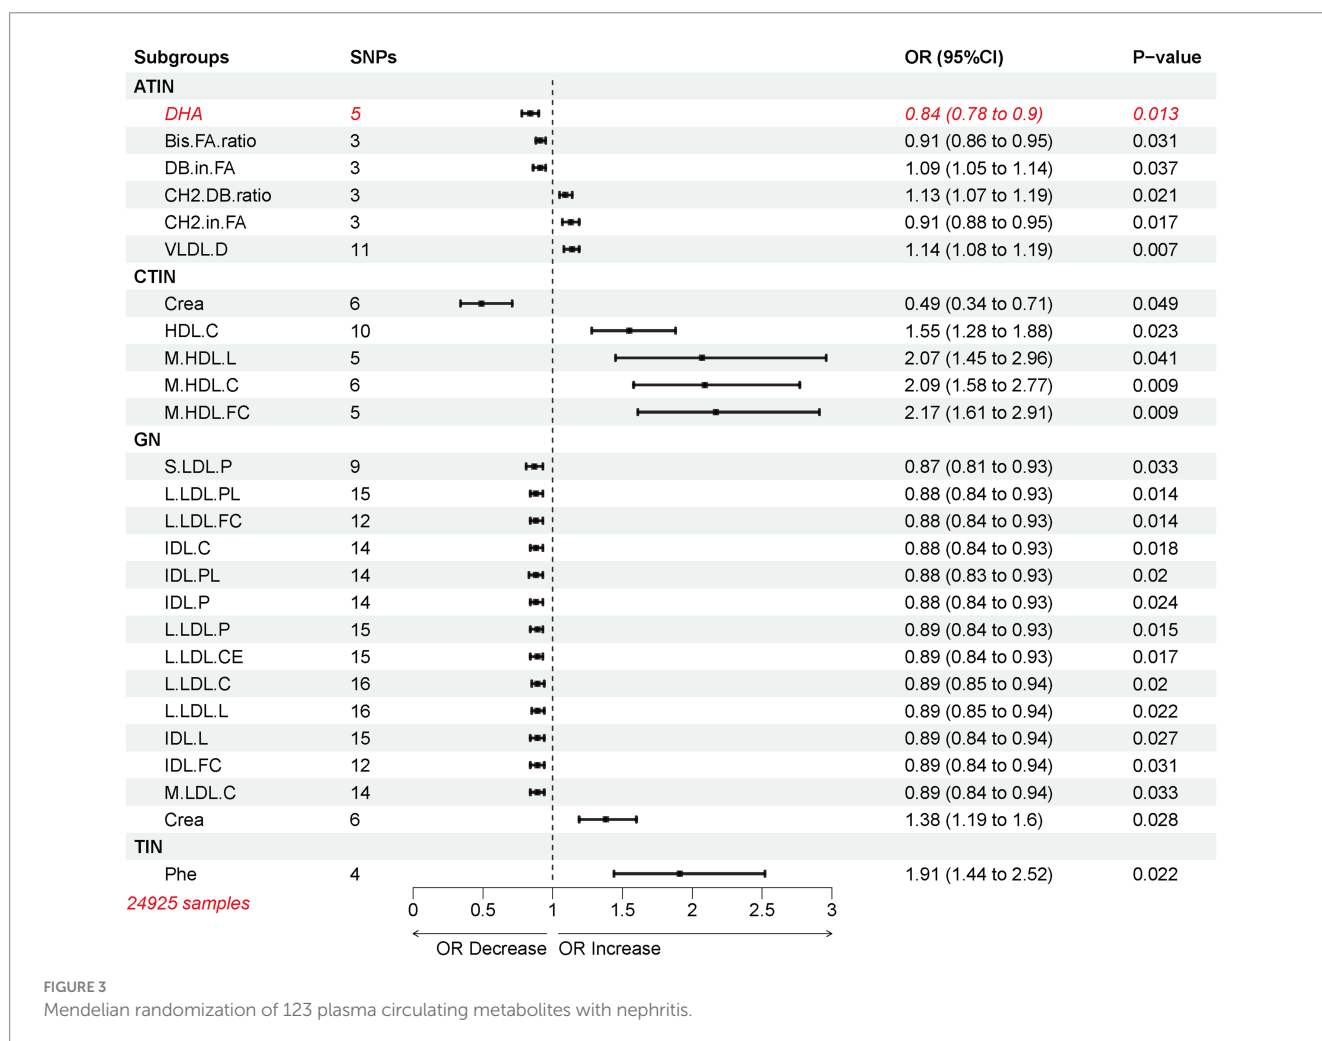 Subgroups SNPs OR (95%CI) P−value
ATIN
DHA 5 0.84 (0.78 to 0.9) 0.013
Bis.FA.ratio 3 0.91 (0.86 to 0.95) 0.031
DB.in.FA 3 1.09 (1.05 to 1.14) 0.037
CH2.DB.ratio 3 1.13 (1.07 to 1.19) 0.021
CH2.in.FA 3 0.91 (0.88 to 0.95) 0.017
VLDL.D 11 1.14 (1.08 to 1.19) 0.007
CTIN
Crea 6 0.49 (0.34 to 0.71) 0.049
HDL.C 10 1.55 (1.28 to 1.88) 0.023
M.HDL.L 5 2.07 (1.45 to 2.96) 0.041
M.HDL.C 6 2.09 (1.58 to 2.77) 0.009
M.HDL.FC 5 2.17 (1.61 to 2.91) 0.009
GN
S.LDL.P 9 0.87 (0.81 to 0.93) 0.033
L.LDL.PL 15 0.88 (0.84 to 0.93) 0.014
L.LDL.FC 12 0.88 (0.84 to 0.93) 0.014
IDL.C 14 0.88 (0.84 to 0.93) 0.018
IDL.PL 14 0.88 (0.83 to 0.93) 0.02
IDL.P 14 0.88 (0.84 to 0.93) 0.024
L.LDL.P 15 0.89 (0.84 to 0.93) 0.015
L.LDL.CE 15 0.89 (0.84 to 0.93) 0.017
L.LDL.C 16 0.89 (0.85 to 0.94) 0.02
L.LDL.L 16 0.89 (0.85 to 0.94) 0.022
IDL.L 15 0.89 (0.84 to 0.94) 0.027
IDL.FC 12 0.89 (0.84 to 0.94) 0.031
M.LDL.C 14 0.89 (0.84 to 0.94) 0.033
Crea 6 1.38 (1.19 to 1.6) 0.028
TIN
Phe 4 1.91 (1.44 to 2.52) 0.022
24925 samples 0 0.5 1 1.5 2 2.5 3
OR Decrease OR Increase
FIGURE 3
Mendelian randomization of 123 plasma circulating metabolites with nephritis.